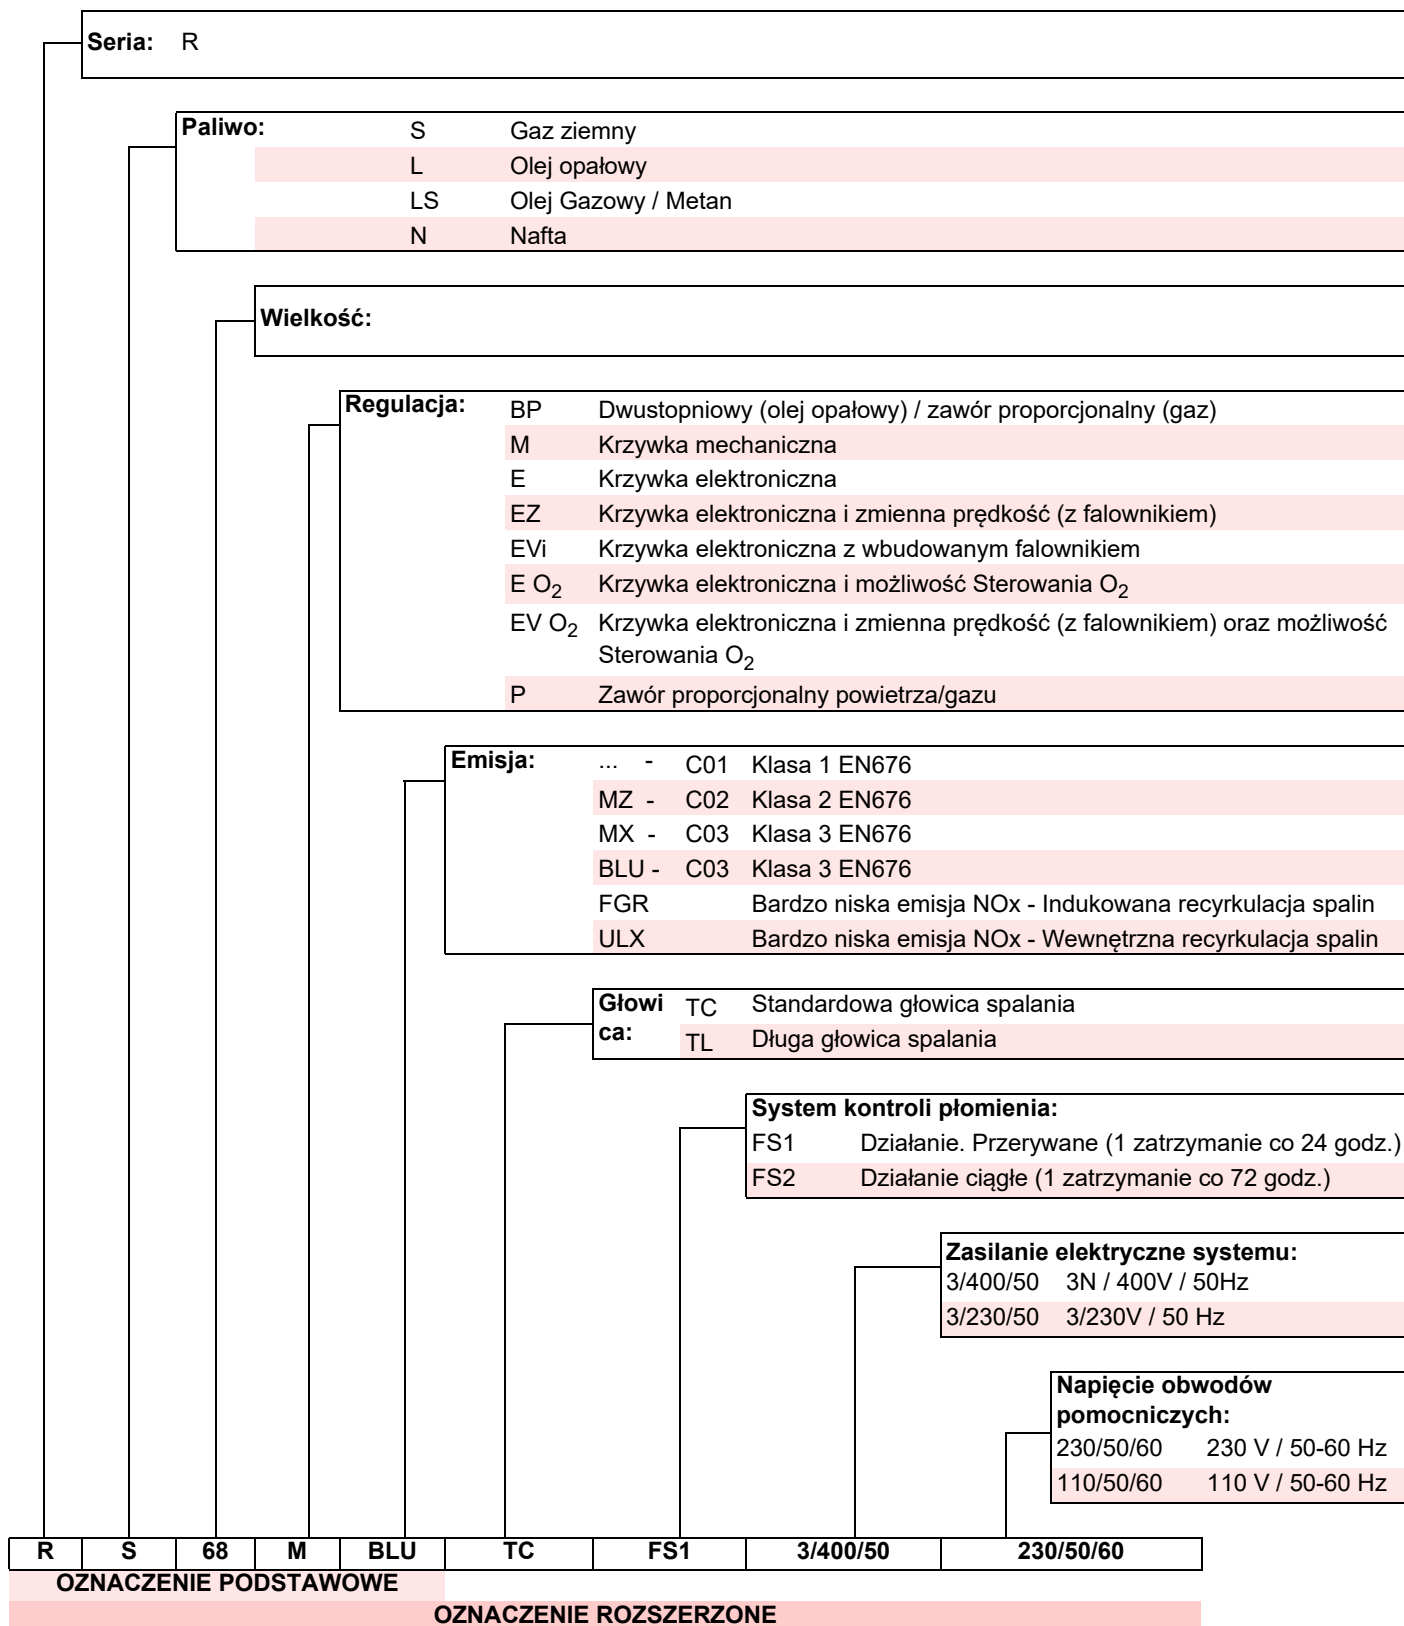 Seria: R
Paliwo: S Gaz ziemny
L Olej opałowy
LS Olej Gazowy / Metan
N Nafta
Wielkość:
Regulacja: BP Dwustopniowy (olej opałowy) / zawór proporcjonalny (gaz)
M Krzywka mechaniczna
E Krzywka elektroniczna
EZ Krzywka elektroniczna i zmienna prędkość (z falownikiem)
EVi Krzywka elektroniczna z wbudowanym falownikiem
E O2 Krzywka elektroniczna i możliwość Sterowania O2
EV O2 Krzywka elektroniczna i zmienna prędkość (z falownikiem) oraz możliwość
Sterowania O2
P Zawór proporcjonalny powietrza/gazu
Emisja: ... - C01 Klasa 1 EN676
MZ - C02 Klasa 2 EN676
MX - C03 Klasa 3 EN676
BLU - C03 Klasa 3 EN676
FGR Bardzo niska emisja NOx - Indukowana recyrkulacja spalin
ULX Bardzo niska emisja NOx - Wewnętrzna recyrkulacja spalin
Głowi TC Standardowa głowica spalania
ca: TL Długa głowica spalania
System kontroli płomienia:
FS1 Działanie. Przerywane (1 zatrzymanie co 24 godz.)
FS2 Działanie ciągłe (1 zatrzymanie co 72 godz.)
Zasilanie elektryczne systemu:
3/400/50 3N / 400V / 50Hz
3/230/50 3/230V / 50 Hz
Napięcie obwodów
pomocniczych:
230/50/60 230 V / 50-60 Hz
110/50/60 110 V / 50-60 Hz
R S 68 M BLU TC FS1 3/400/50 230/50/60
OZNACZENIE PODSTAWOWE
OZNACZENIE ROZSZERZONE